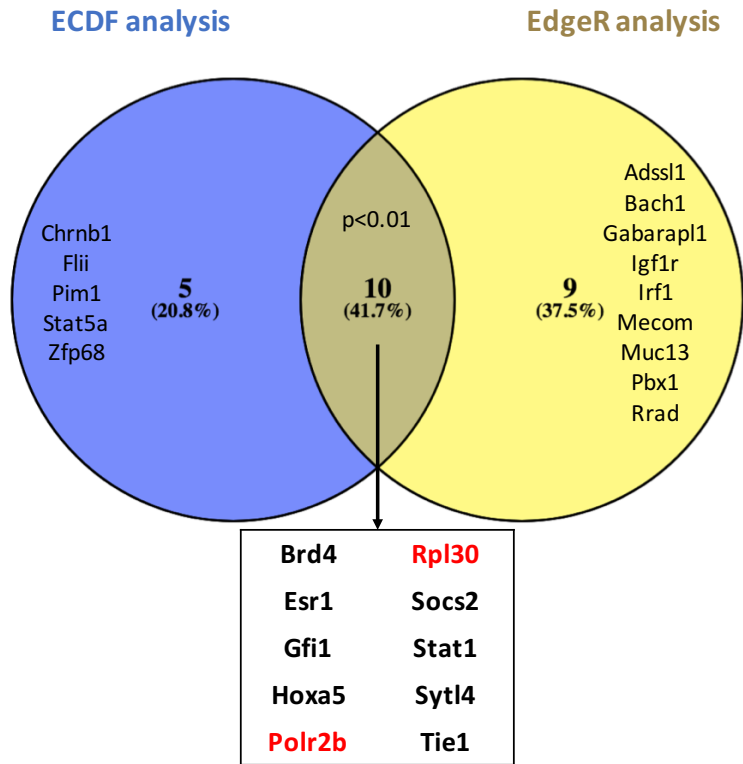 ECDF analysis
EdgeR analysis
Chrnb1
Flii
Pim1
Stat5a
Zfp68
5
(20.8%)
p<0.01
10
(41.7%)
9
(37.5%)
Adssl1
Bach1
Gabarapl1
Igf1r
Irf1
Mecom
Muc13
Pbx1
Rrad
Brd4 Rpl30
Esr1 Socs2
Gfi1 Stat1
Hoxa5 Sytl4
Polr2b Tie1